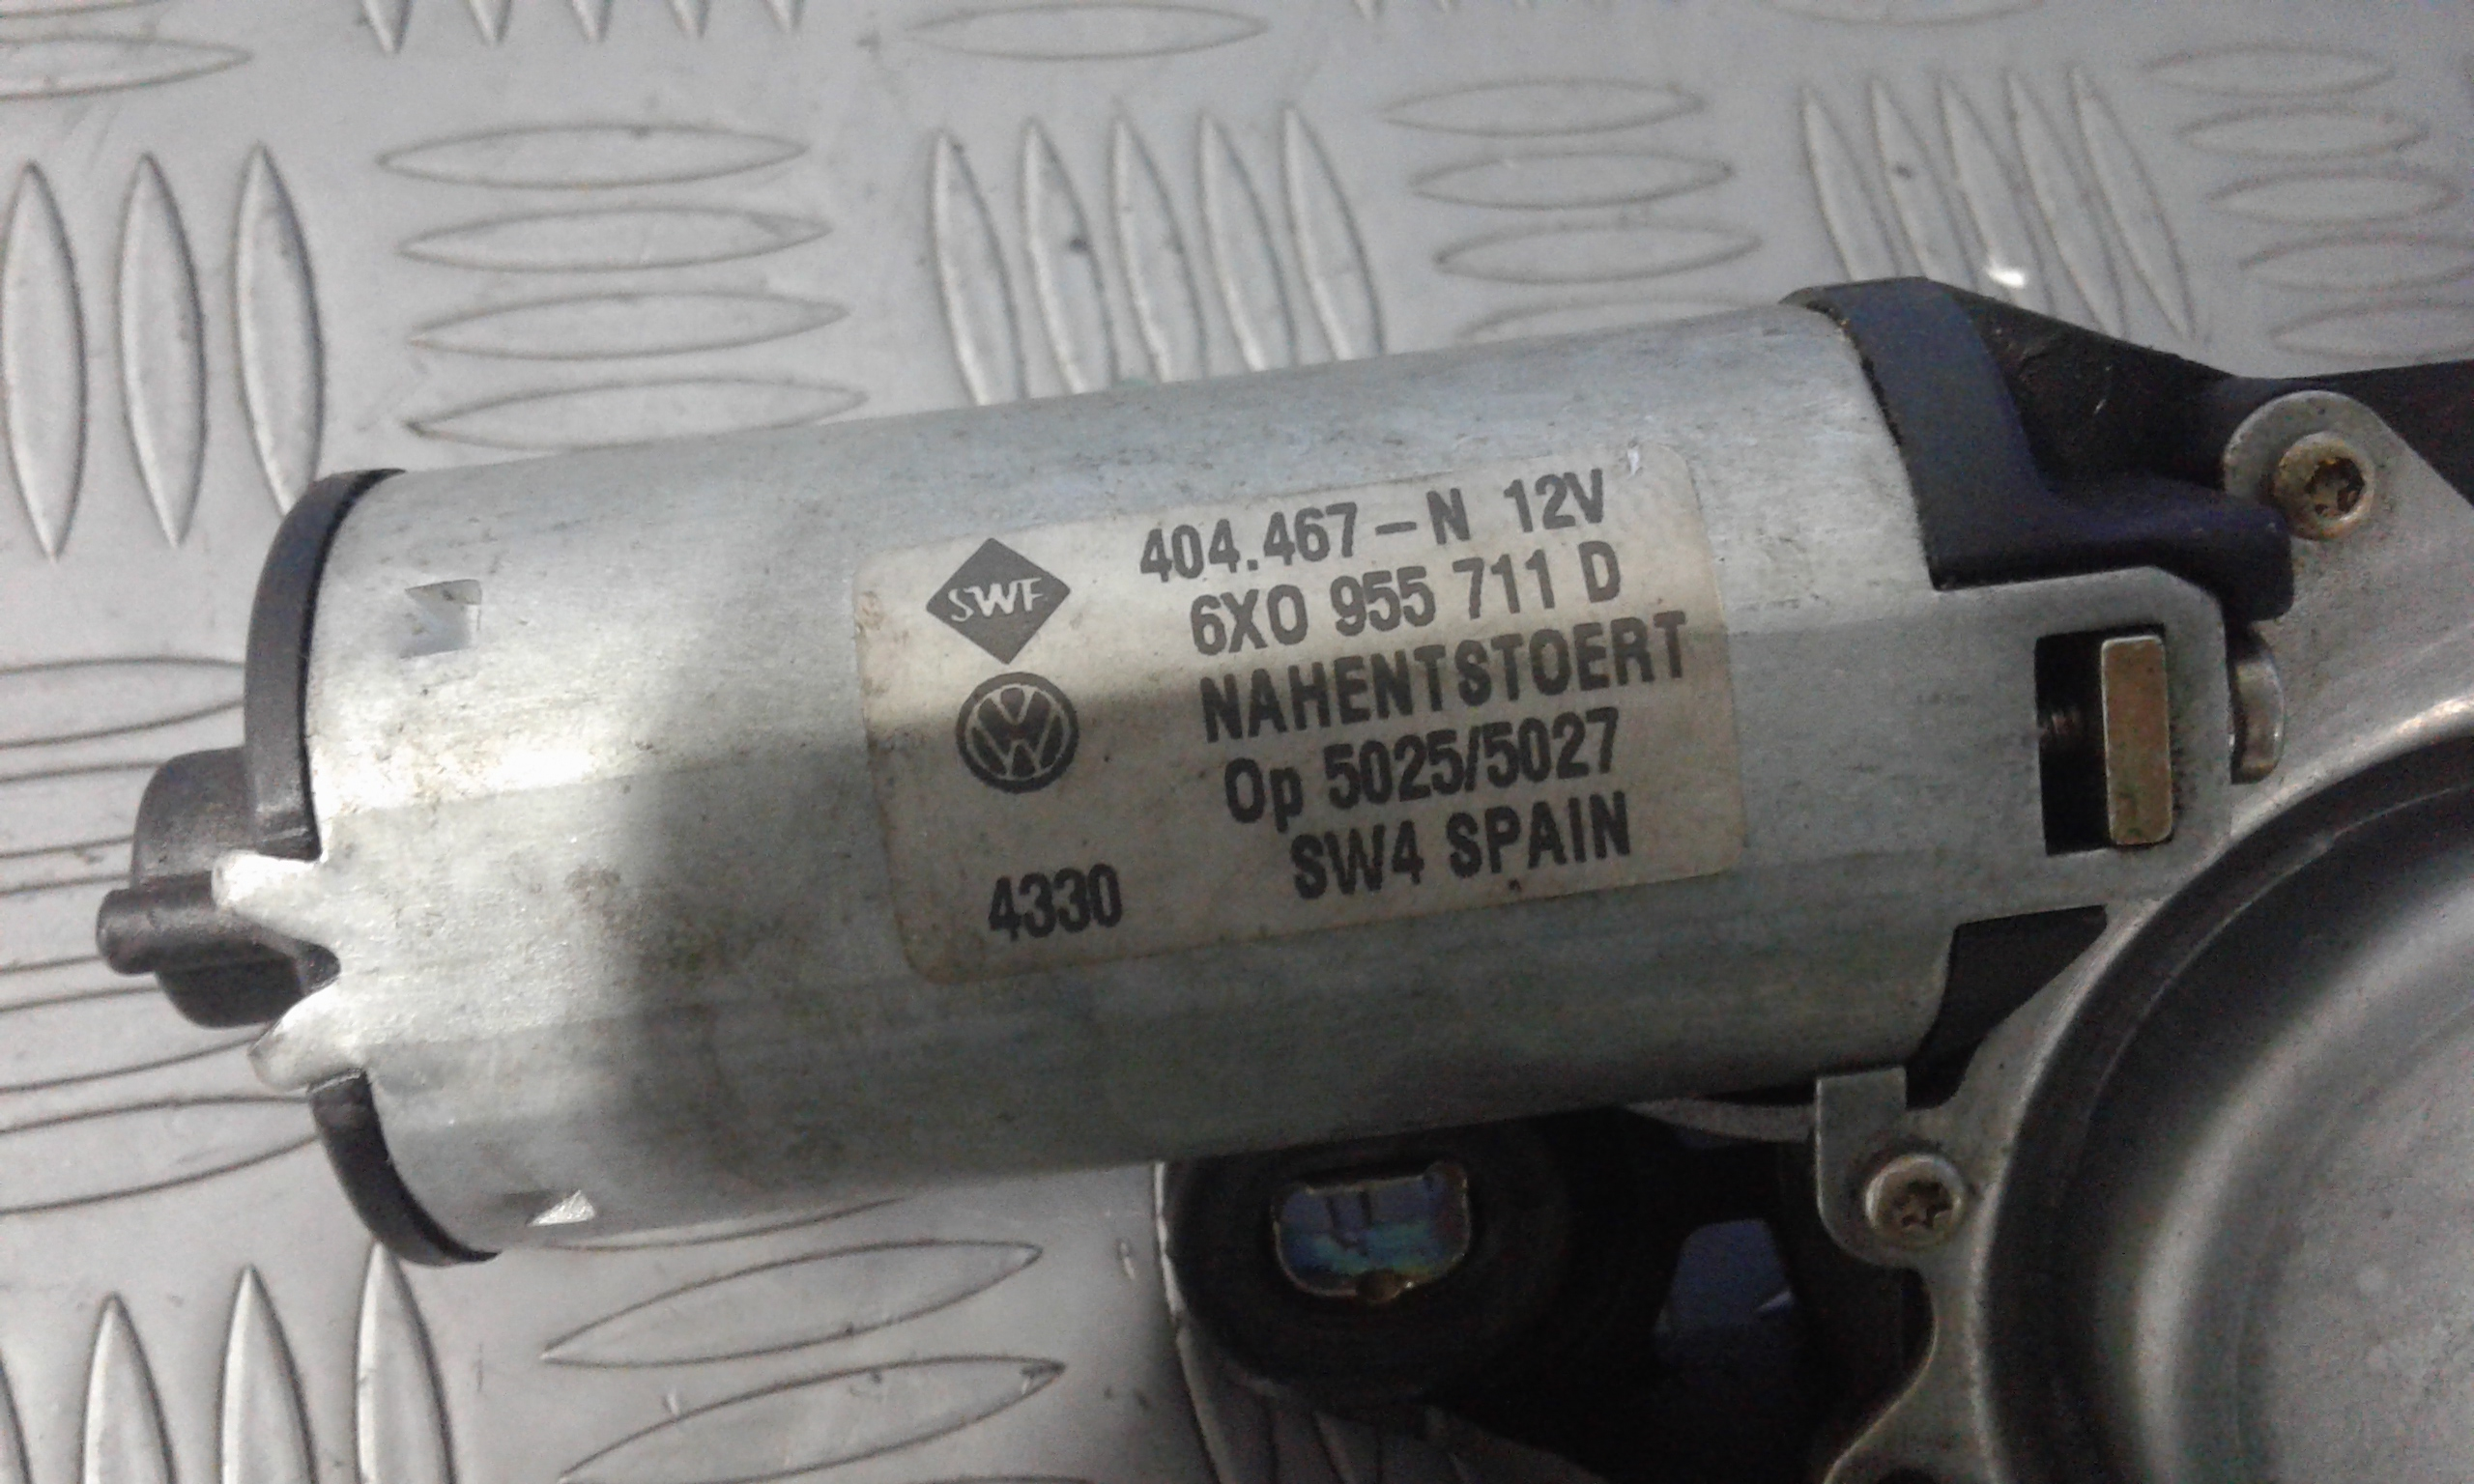 SWF
404.467-N 12V
6X0 955 711 D
NAHENTSTOERT
Op 5025/5027
SW4 SPAIN
4330